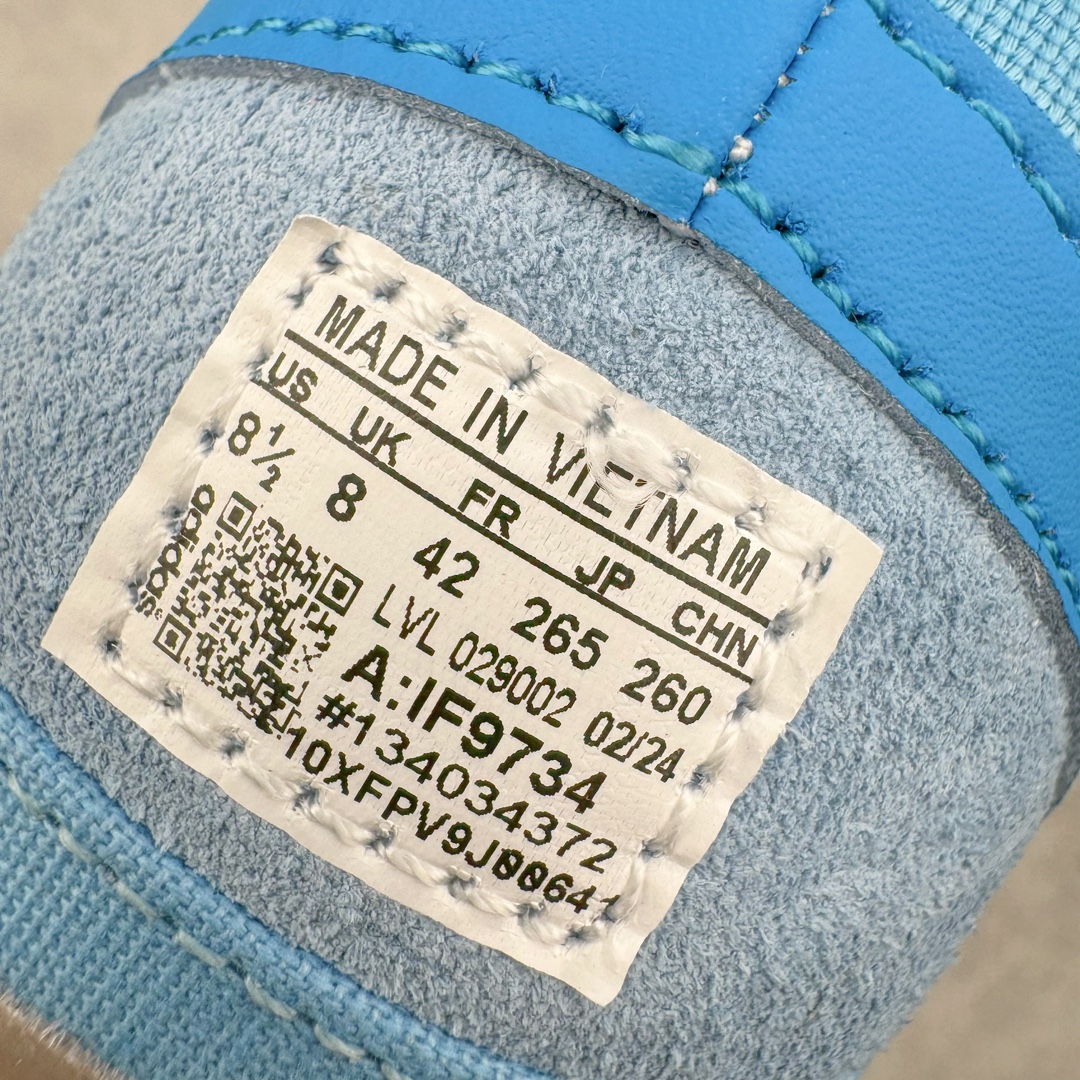 MADE IN VIETNAM
US UK FR JP CHN
8½ 8 42 265 260
LVL 029002 02/24
A:IF9734
#134034372
10XFPV9J00641
adidas